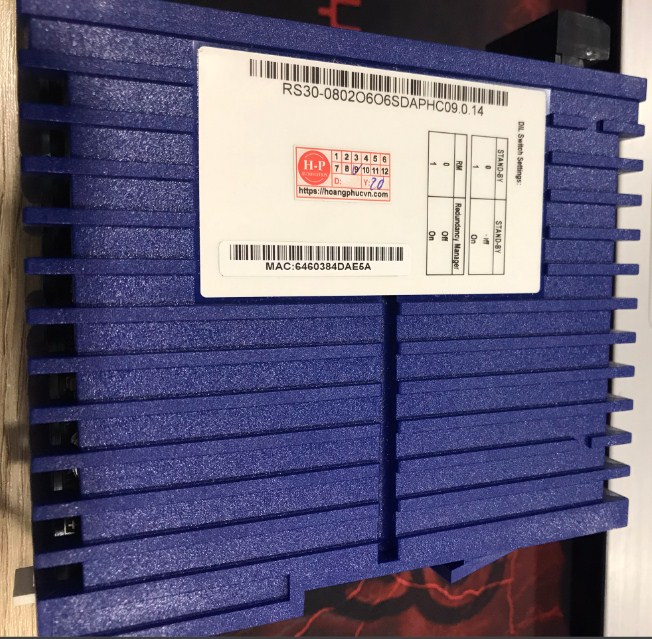 RS30-0802O6O6SDAPHC09.0.14
DIL Switch Settings:
STAND-BY STAND-BY
0
1 On
RM Redundancy Manager
0 Off
1 On
H-P
1 2 3 4 5 6
7 8 9 10 11 12
D: Y: 20
https://hoangphucvn.com
MAC:6460384DAE5A